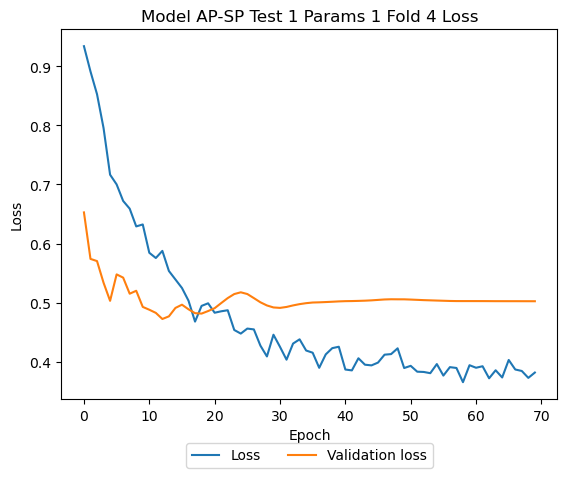 Model AP-SP Test 1 Params 1 Fold 4 Loss
0.9
0.8
0.7
0.6
0.5
0.4
Loss
0 10 20 30 40 50 60 70
Epoch
Loss Validation loss